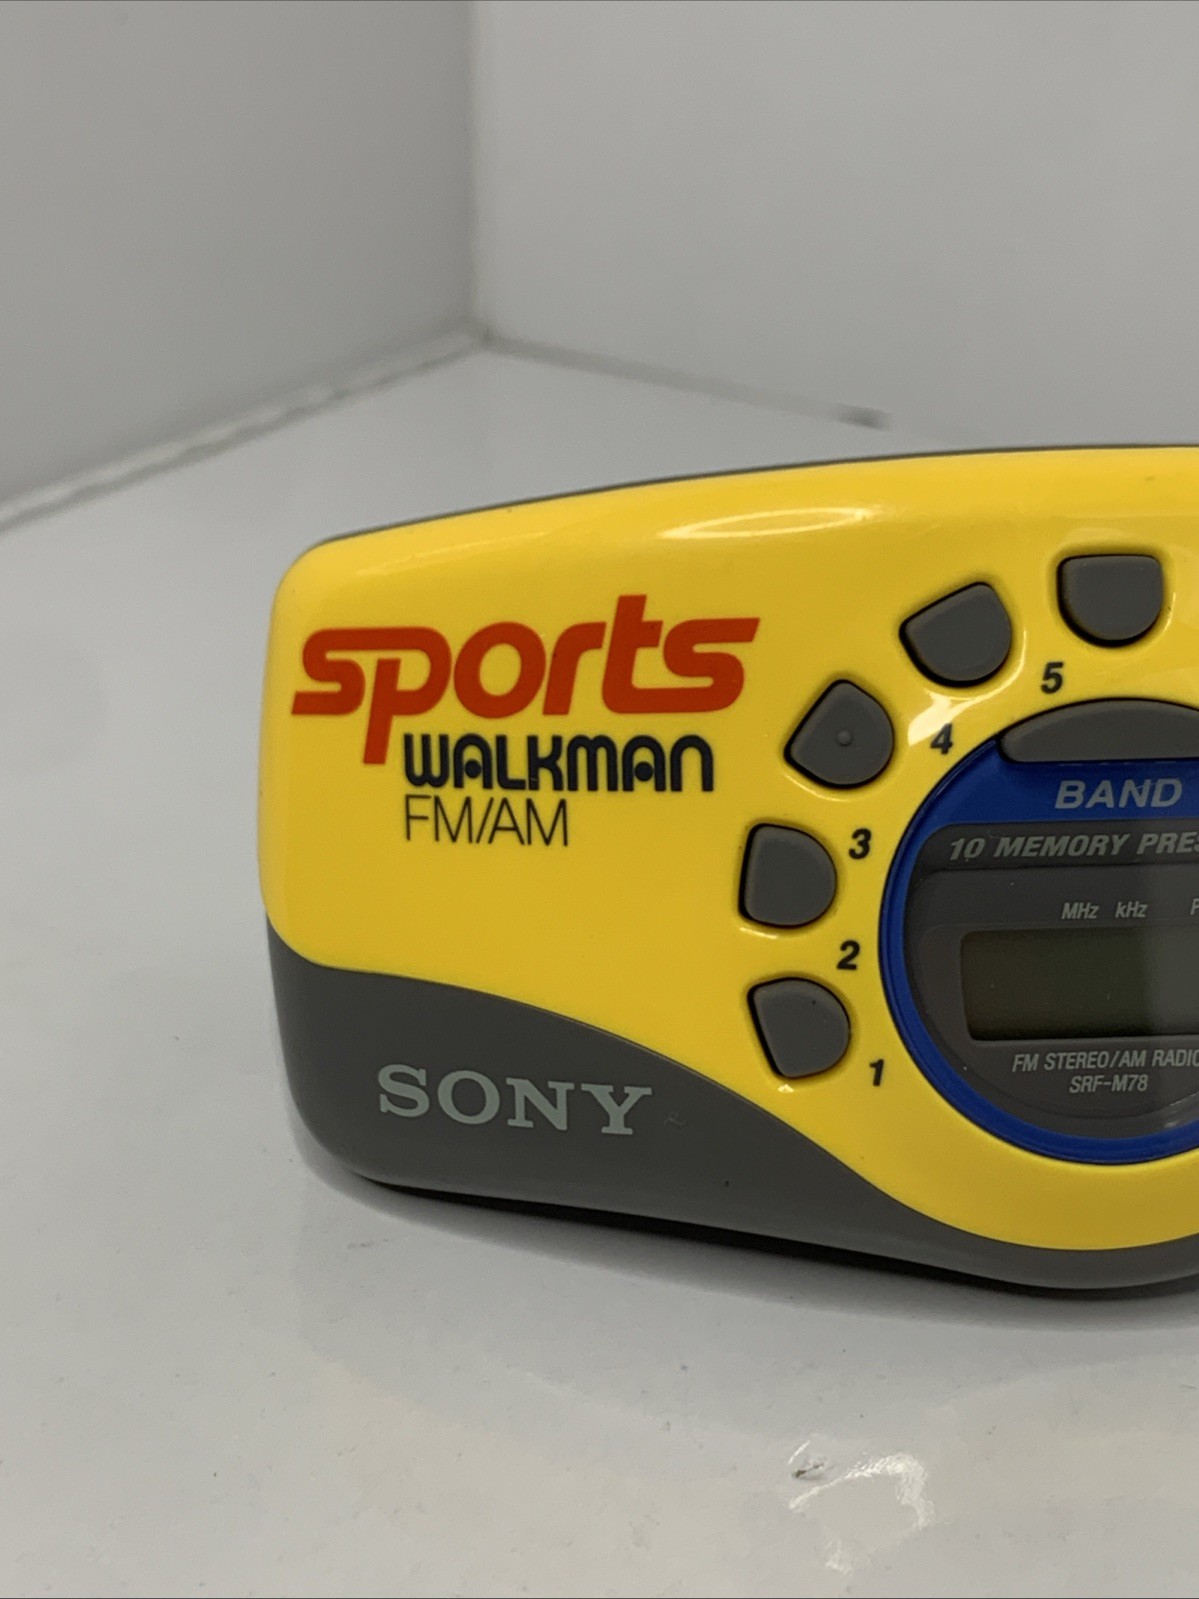 sports
WALKMAN
FM/AM
5
4
3
2
1
BAND
10 MEMORY
MHz kHz
FM STEREO/AM
SRF-M78
SONY